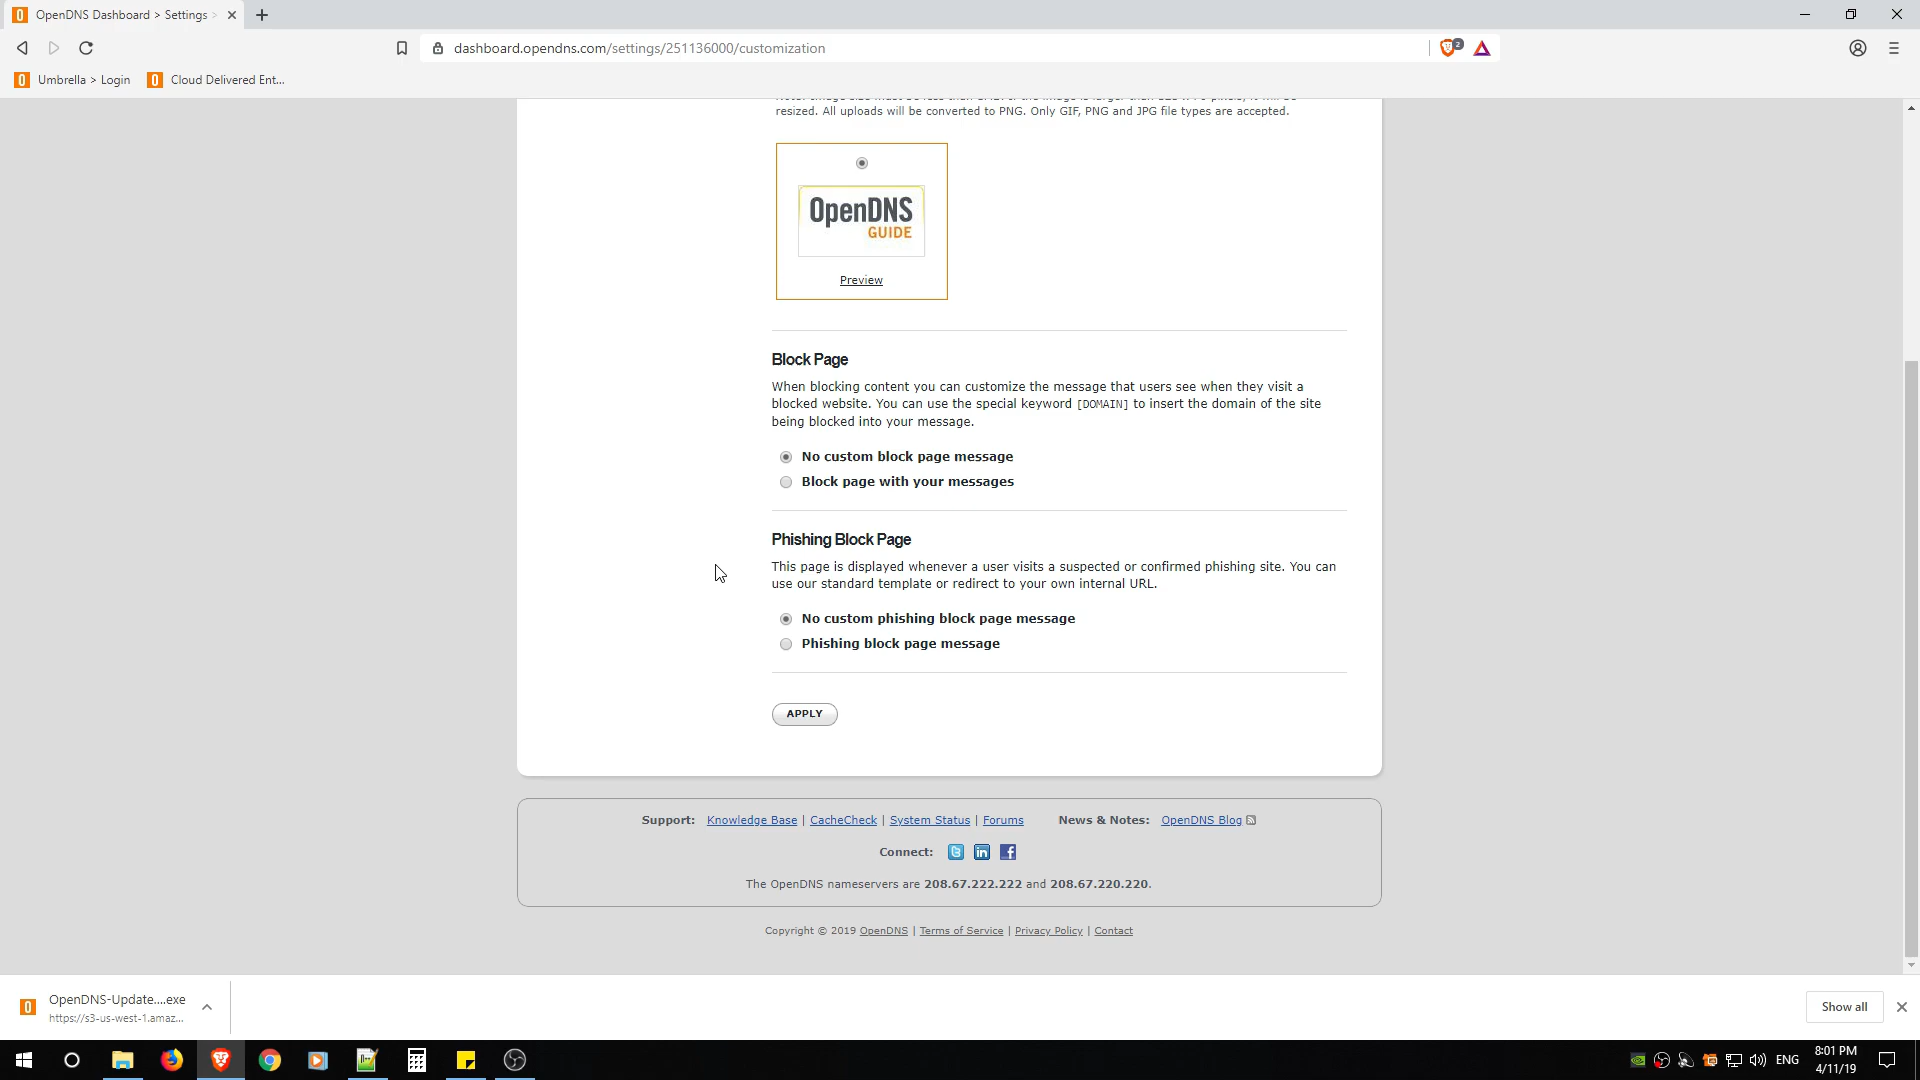 OpenDNS Dashboard > Settings >
dashboard.opendns.com/settings/251136000/customization
2
Umbrella > Login
Cloud Delivered Ent...
resized. All uploads will be converted to PNG. Only GIF, PNG and JPG file types are accepted.
OpenDNS
GUIDE
Preview
Block Page
When blocking content you can customize the message that users see when they visit a
blocked website. You can use the special keyword [DOMAIN] to insert the domain of the site
being blocked into your message.
No custom block page message
Block page with your messages
Phishing Block Page
This page is displayed whenever a user visits a suspected or confirmed phishing site. You can
use our standard template or redirect to your own internal URL.
No custom phishing block page message
Phishing block page message
APPLY
Support: Knowledge Base | CacheCheck | System Status | Forums News & Notes: OpenDNS Blog
Connect:
The OpenDNS nameservers are 208.67.222.222 and 208.67.220.220.
Copyright © 2019 OpenDNS | Terms of Service | Privacy Policy | Contact
OpenDNS-Update....exe
https://s3-us-west-1.amaz...
Show all
ENG
8:01 PM
4/11/19